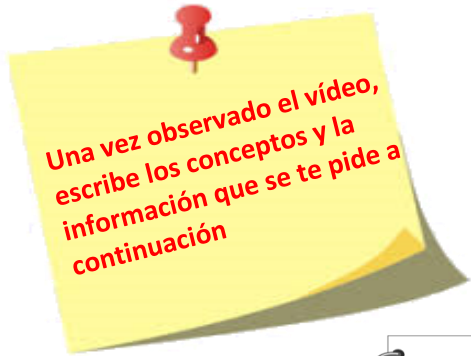 Una vez observado el vídeo,
escribe los conceptos y la
información que se te pide a
continuación